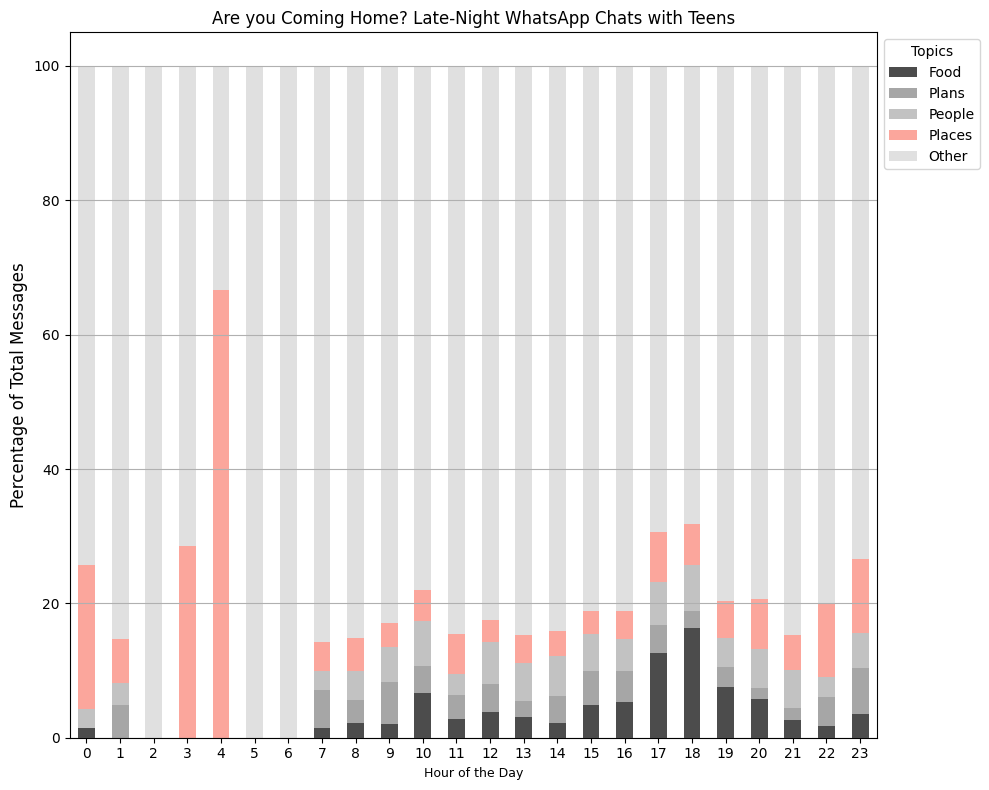 Are you Coming Home? Late-Night WhatsApp Chats with Teens
Topics
Food
Plans
People
Places
Other
Percentage of Total Messages
100
80
60
40
20
0
0 1 2 3 4 5 6 7 8 9 10 11 12 13 14 15 16 17 18 19 20 21 22 23
Hour of the Day